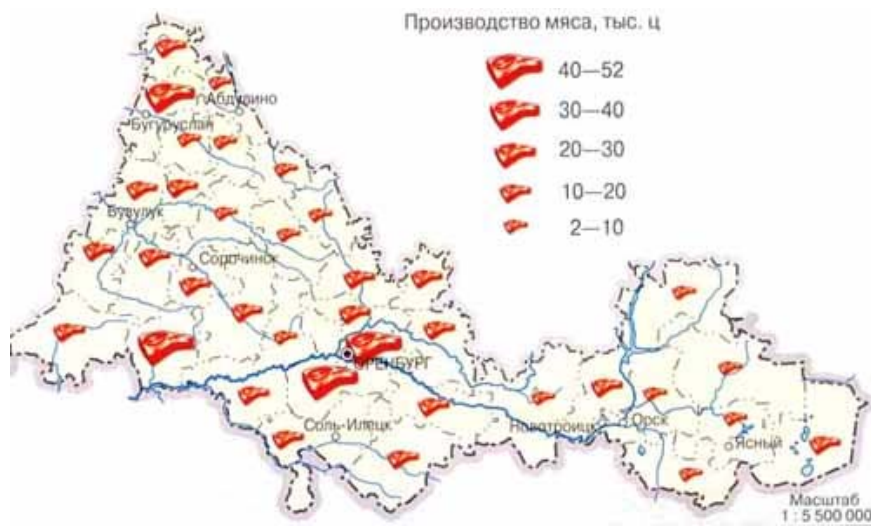 Производство мяса, тыс. ц
40—52
30—40
20—30
10—20
2—10
Абдулино
Бугуруслан
Бузулук
Сорочинск
ОРЕНБУРГ
Соль-Илецк
Новотроицк
Орск
Ясный
Масштаб
1 : 5 500 000